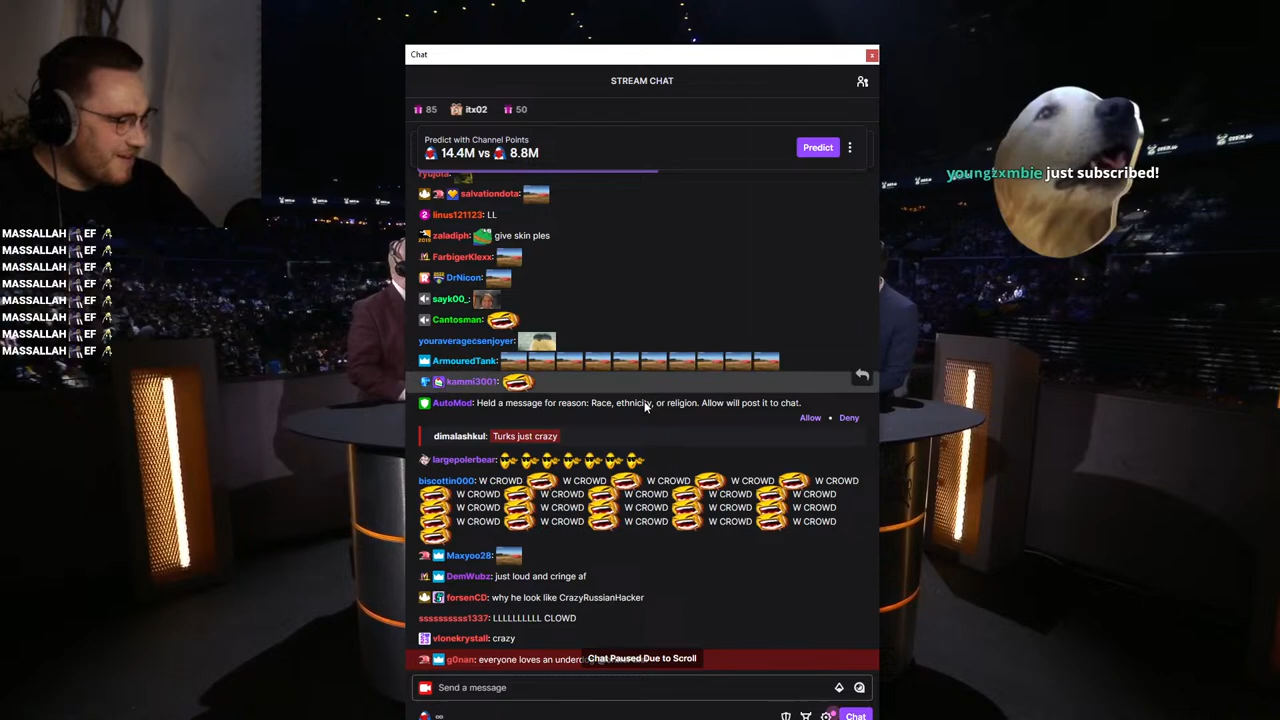 Chat
x
STREAM CHAT
85 itx02 50
Predict with Channel Points
14.4M vs 8.8M
Predict
youngzxmbie just subscribed!
ryujota:
salvationdota:
2 linus121123: LL
2019 zaladiph: give skin ples
FarbigerKlexx:
DrNicon:
sayk00_:
Cantosman:
youraveragecsenjoyer:
ArmouredTank:
kammi3001:
AutoMod: Held a message for reason: Race, ethnicity, or religion. Allow will post it to chat.
Allow • Deny
dimalashkul: Turks just crazy
largepolerbear:
biscottin000: W CROWD W CROWD W CROWD W CROWD W CROWD
W CROWD W CROWD W CROWD W CROWD W CROWD
W CROWD W CROWD W CROWD W CROWD W CROWD
W CROWD W CROWD W CROWD W CROWD W CROWD
Maxyoo28:
DemWubz: just loud and cringe af
forsenCD: why he look like CrazyRussianHacker
ssssssssss1337: LLLLLLLLLL CLOWD
vlonekrystall: crazy
g0nan: everyone loves an underd
Chat Paused Due to Scroll
Send a message
Chat
MASSALLAH EF
MASSALLAH EF
MASSALLAH EF
MASSALLAH EF
MASSALLAH EF
MASSALLAH EF
MASSALLAH EF
MASSALLAH EF